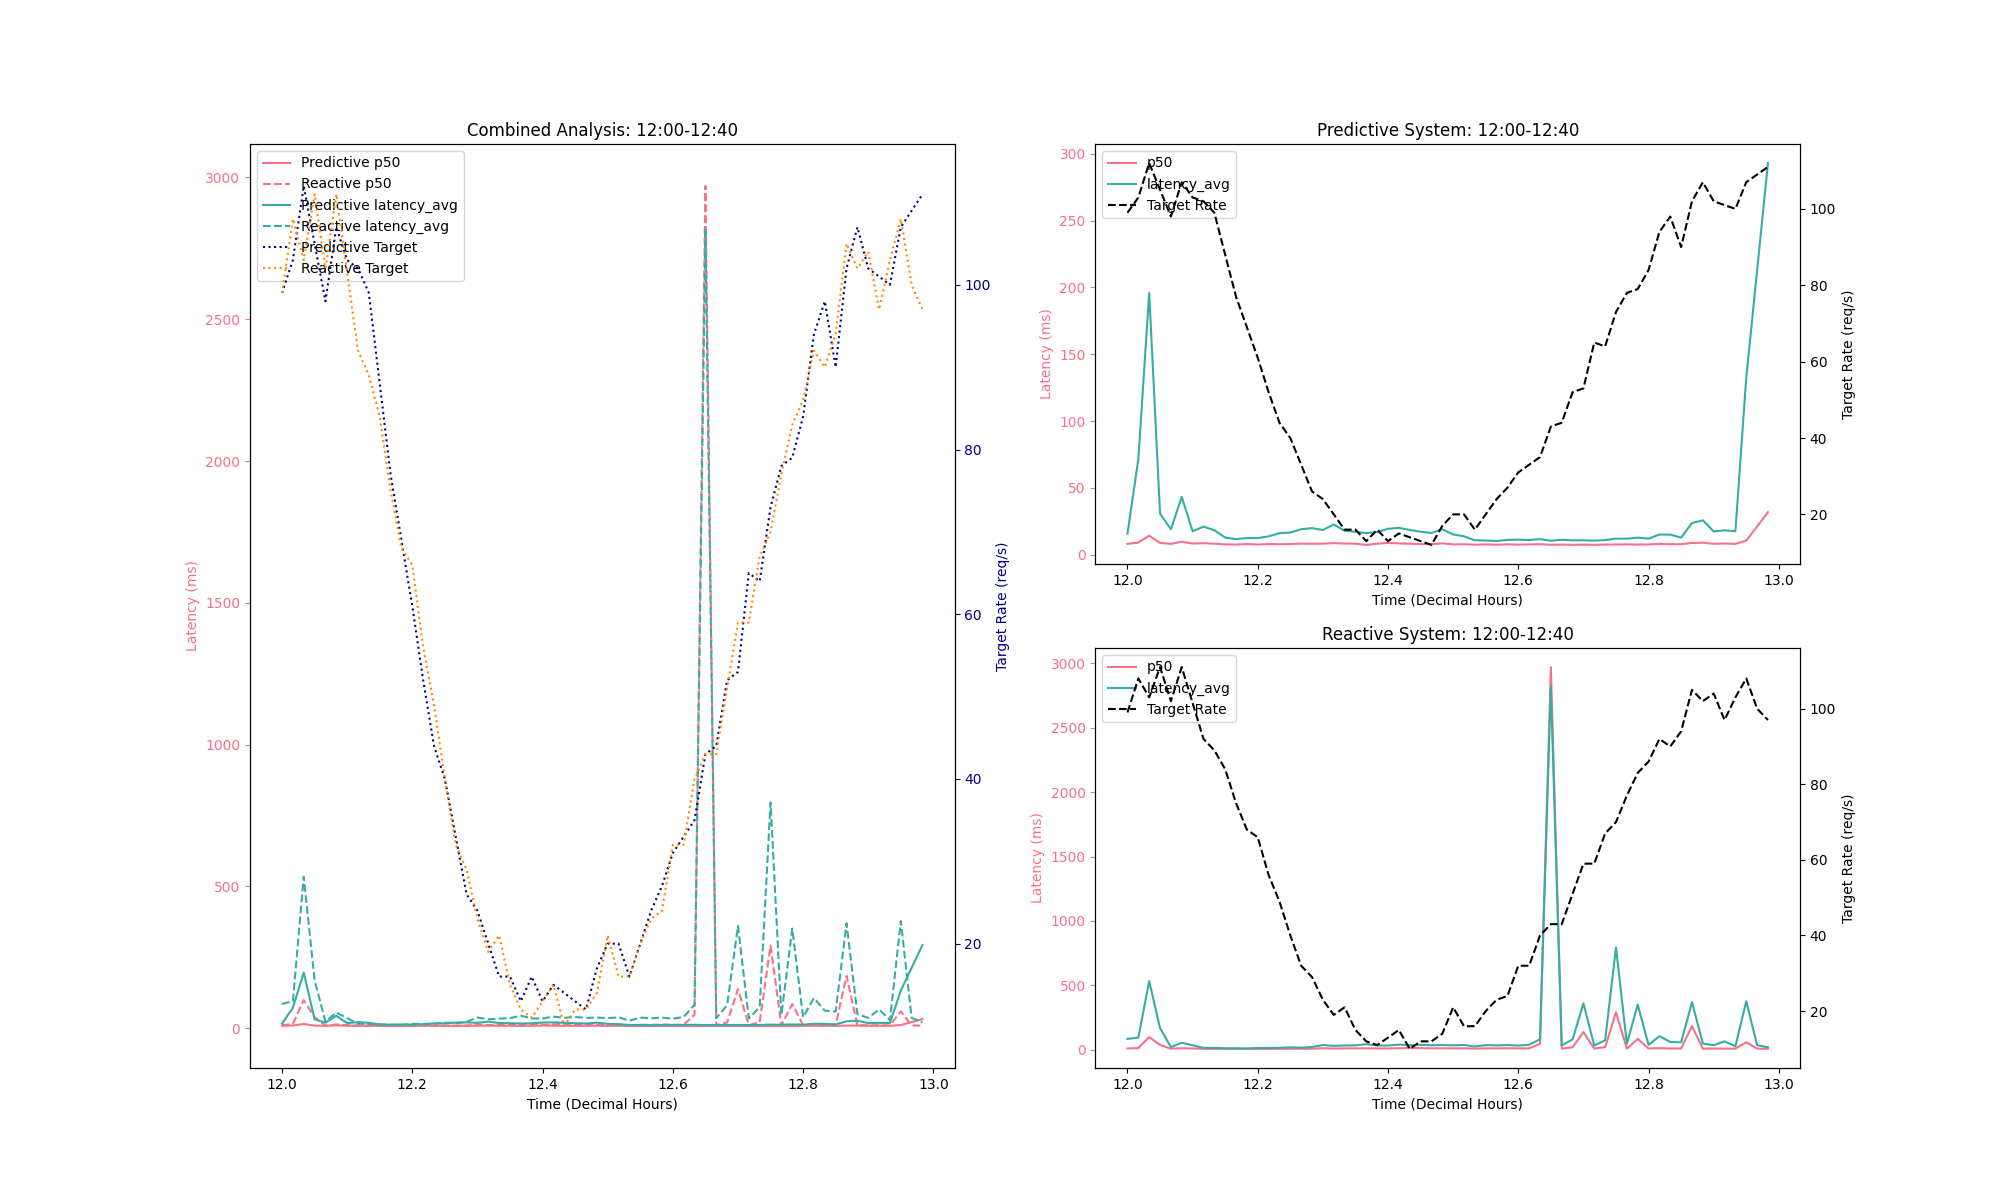 Combined Analysis: 12:00-12:40
Predictive p50
Reactive p50
Predictive latency_avg
Reactive latency_avg
Predictive Target
Reactive Target
3000
2500
2000
1500
1000
500
0
Latency (ms)
100
80
60
40
20
Target Rate (req/s)
12.0 12.2 12.4 12.6 12.8 13.0
Time (Decimal Hours)
Predictive System: 12:00-12:40
p50
latency_avg
Target Rate
300
250
200
150
100
50
0
Latency (ms)
100
80
60
40
20
Target Rate (req/s)
12.0 12.2 12.4 12.6 12.8 13.0
Time (Decimal Hours)
Reactive System: 12:00-12:40
p50
latency_avg
Target Rate
3000
2500
2000
1500
1000
500
0
Latency (ms)
100
80
60
40
20
Target Rate (req/s)
12.0 12.2 12.4 12.6 12.8 13.0
Time (Decimal Hours)